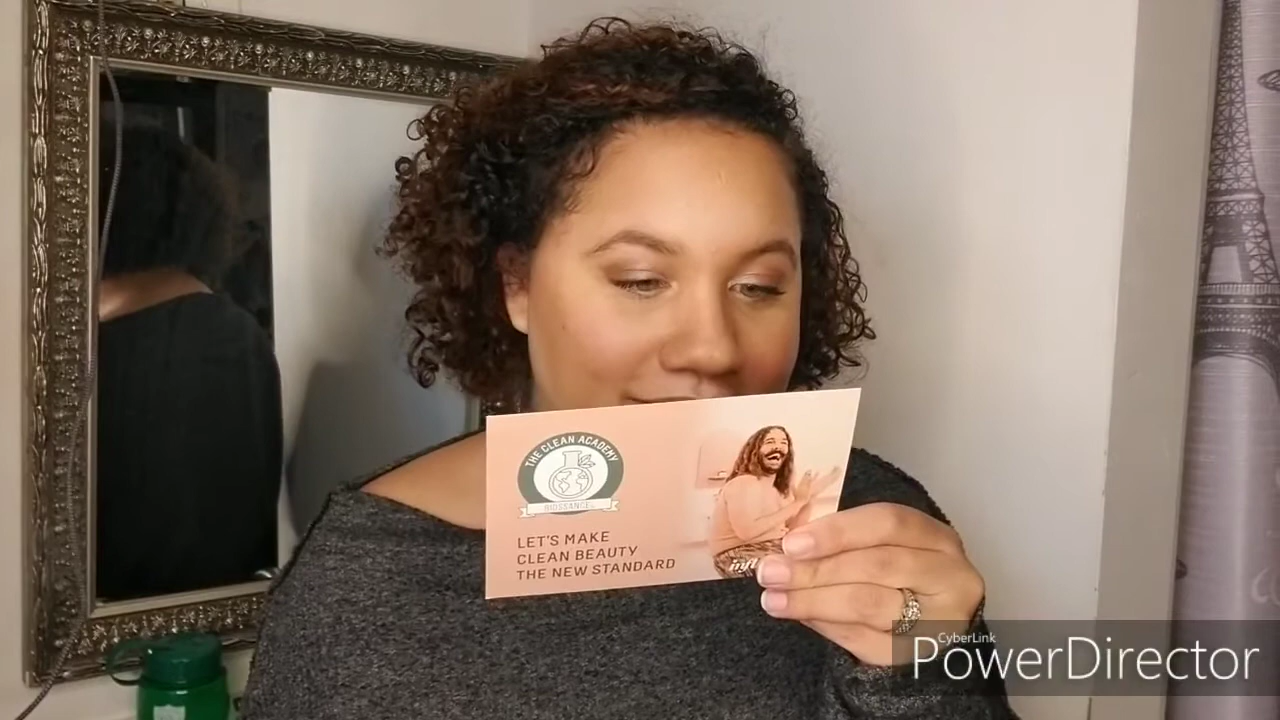 THE CLEAN ACADEMY
BIOSSANCE
LET'S MAKE
CLEAN BEAUTY
THE NEW STANDARD
CyberLink
PowerDirector